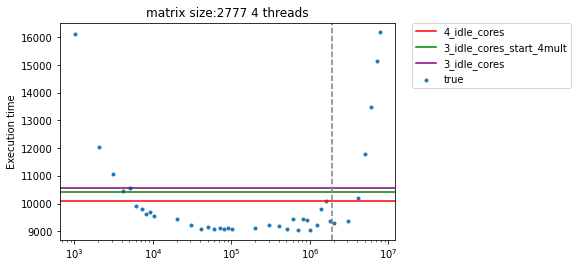 matrix size:2777 4 threads
Execution time
16000
15000
14000
13000
12000
11000
10000
9000
10³
10⁴
10⁵
10⁶
10⁷
4_idle_cores
3_idle_cores_start_4mult
3_idle_cores
true